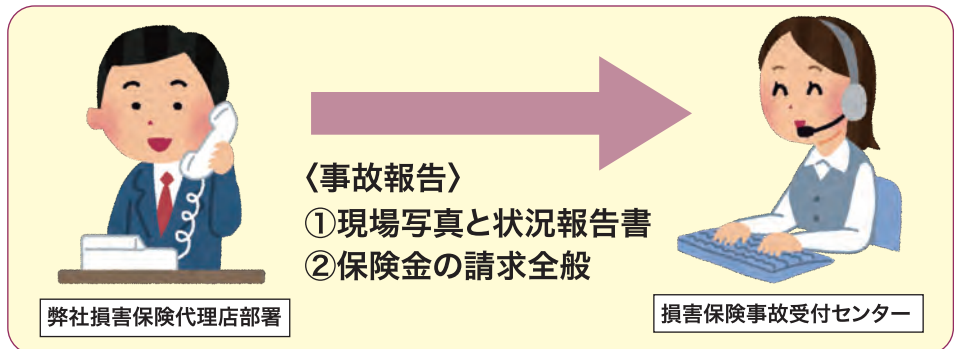 〈事故報告〉
①現場写真と状況報告書
②保険金の請求全般
弊社損害保険代理店部署
損害保険事故受付センター